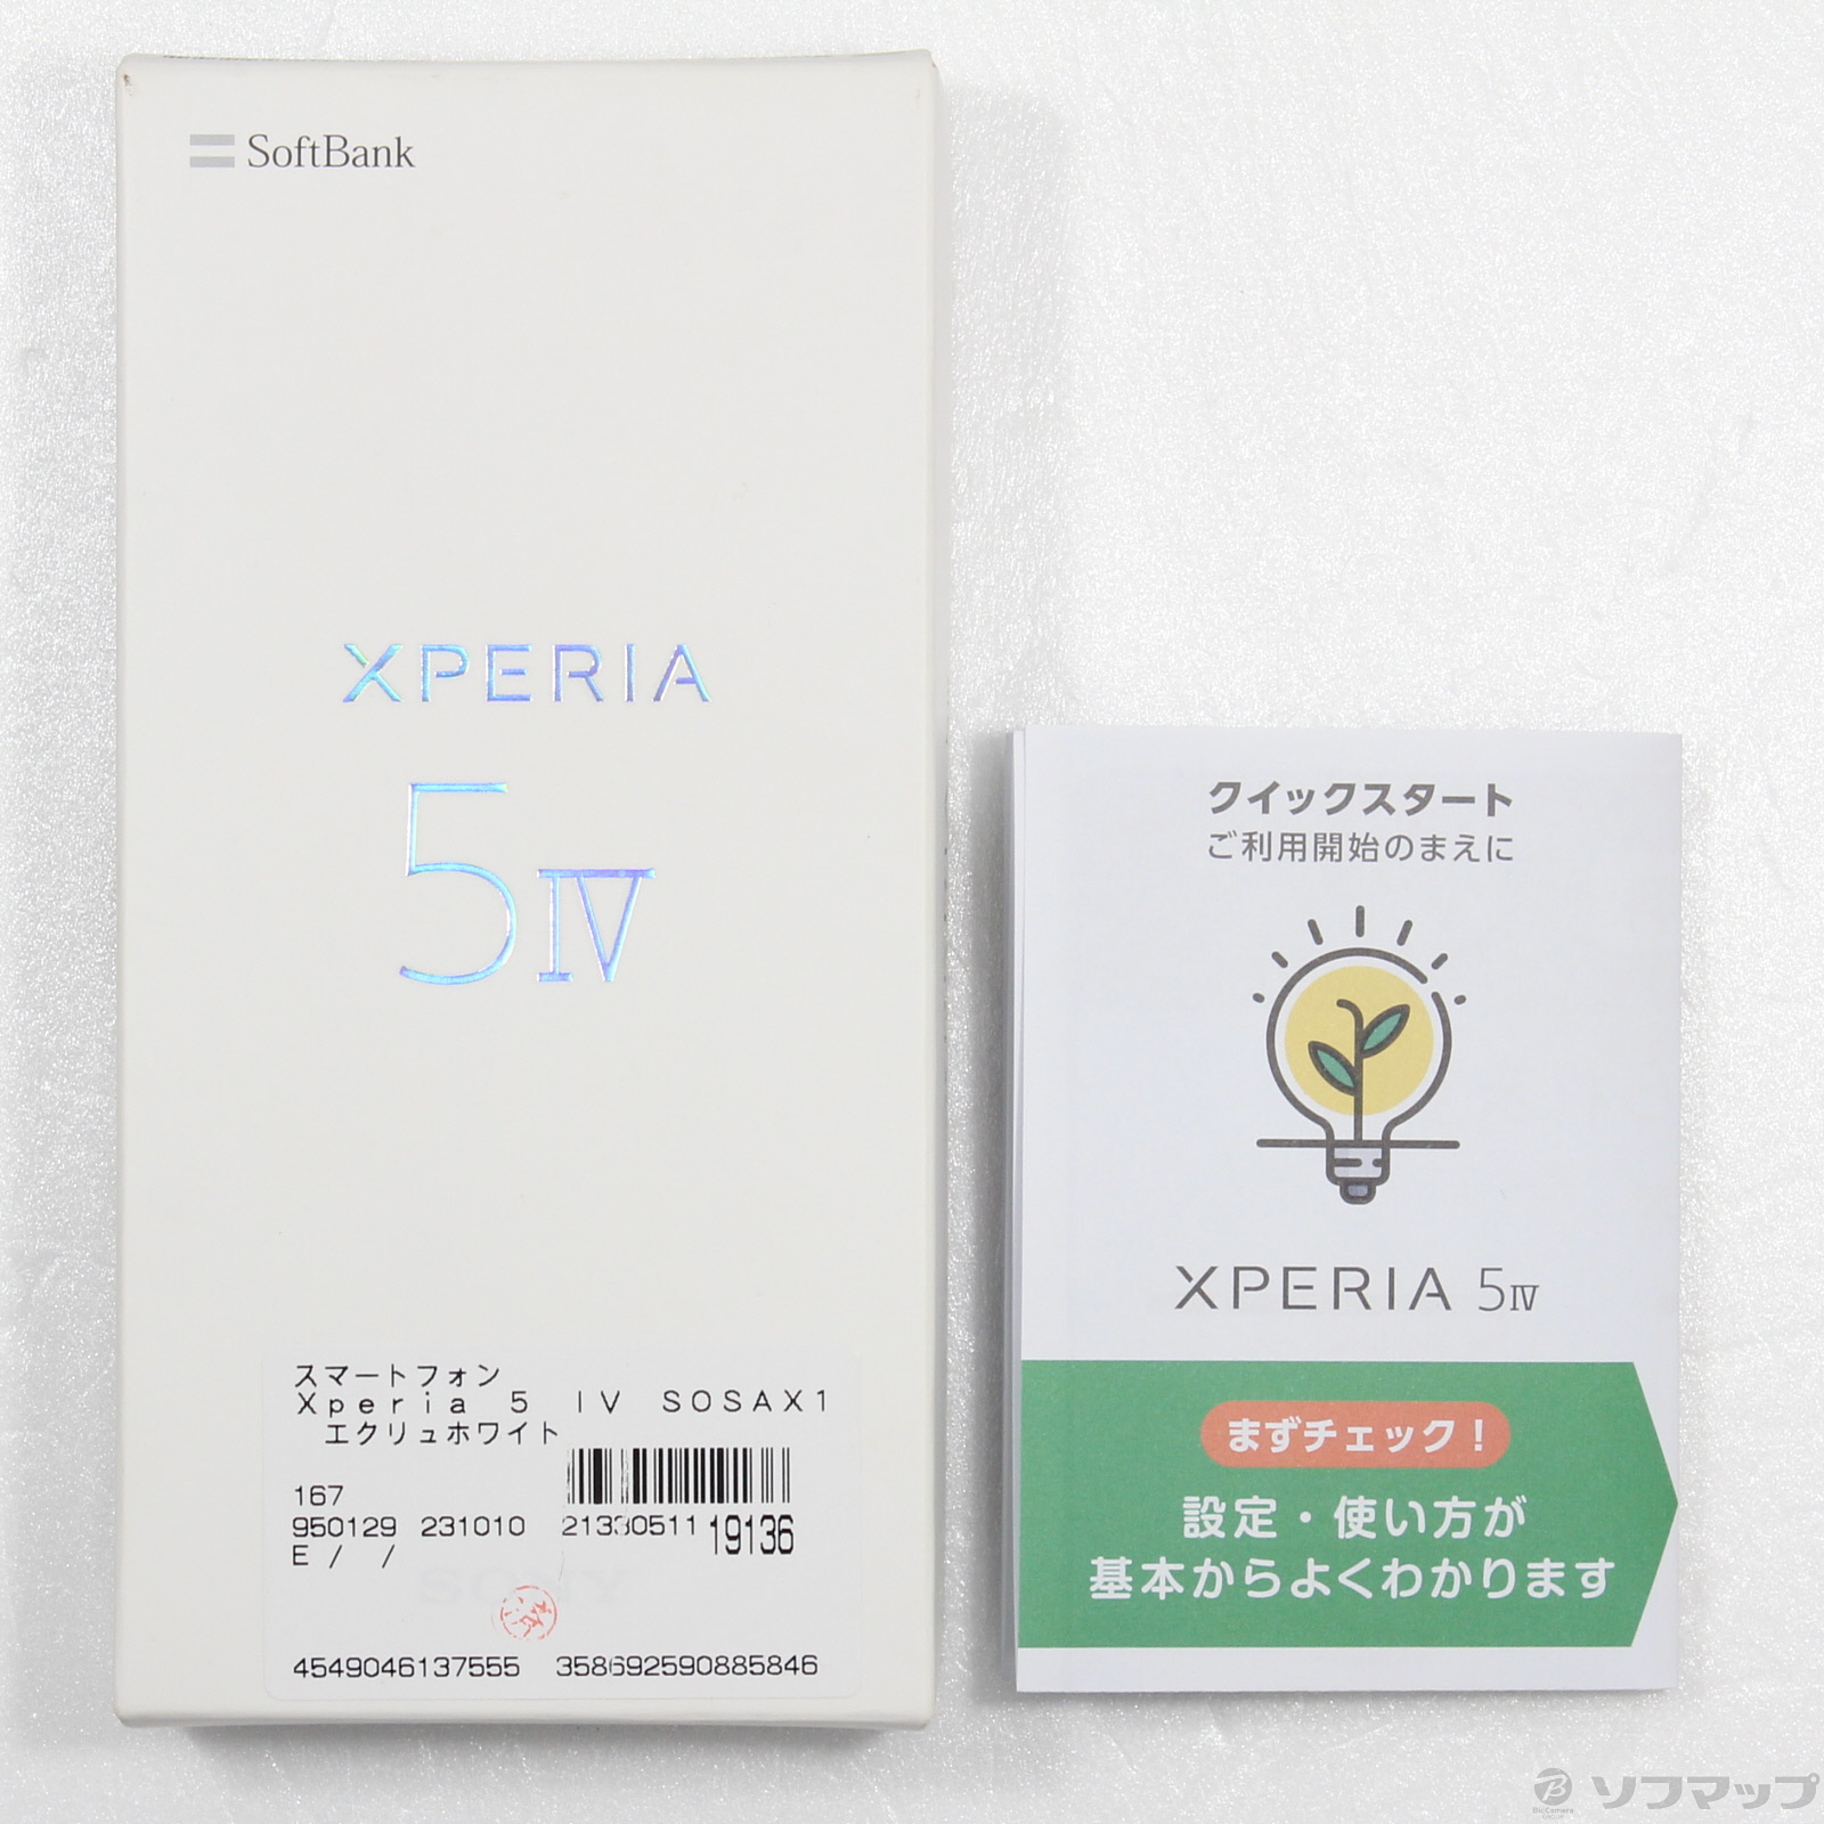 SoftBank
XPERIA
5IV
スマートフォン
Xperia 5 IV SOSAX1
エクリュホワイト
167
950129 231010 21330511 19136
E / /
SONY
4549046137555 358692590885846
クイックスタート
ご利用開始のまえに
XPERIA 5IV
まずチェック!
設定・使い方が
基本からよくわかります
BicCamera
GROUP
ソフマップ